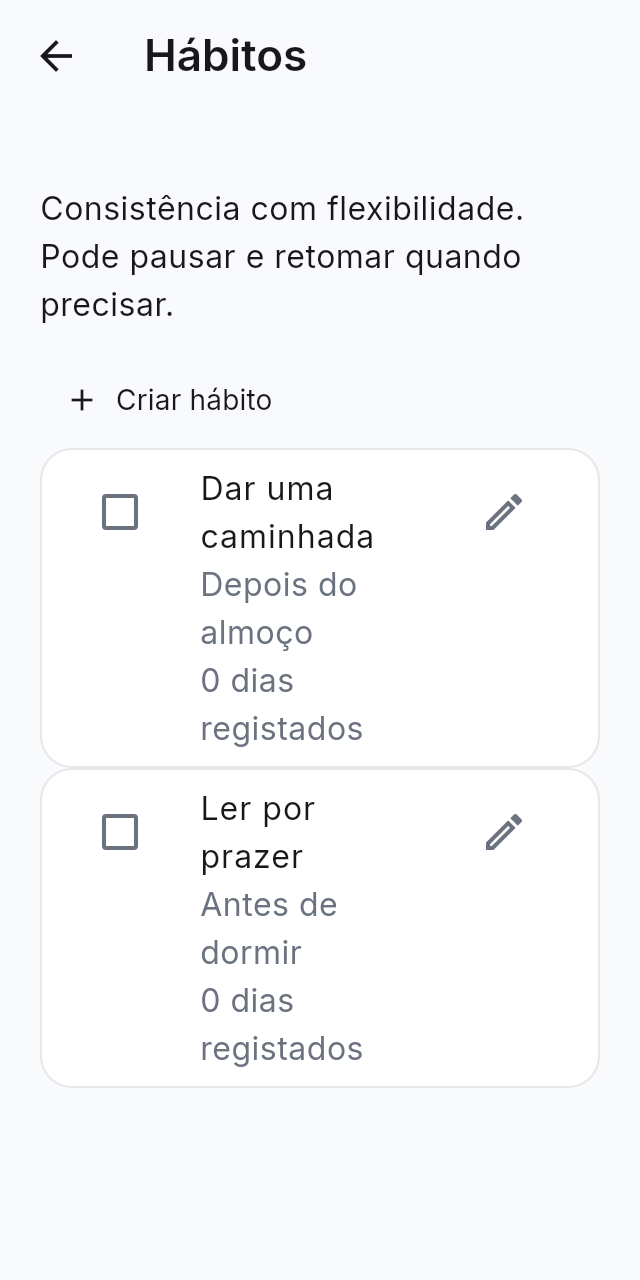 Hábitos
Consistência com flexibilidade.
Pode pausar e retomar quando
precisar.
Criar hábito
Dar uma
caminhada
Depois do
almoço
0 dias
registados
Ler por
prazer
Antes de
dormir
0 dias
registados